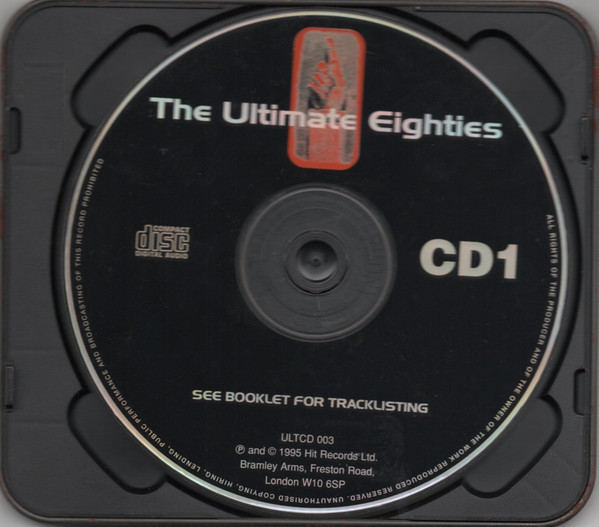 The Ultimate Eighties
COMPACT
disc
DIGITAL AUDIO
CD1
SEE BOOKLET FOR TRACKLISTING
ULTCD 003
℗ and © 1995 Hit Records Ltd.
Bramley Arms, Freston Road,
London W10 6SP
ALL RIGHTS OF THE PRODUCER AND OF THE OWNER OF THE WORK REPRODUCED RESERVED. UNAUTHORISED COPYING, HIRING, LENDING, PUBLIC PERFORMANCE AND BROADCASTING OF THIS RECORD PROHIBITED